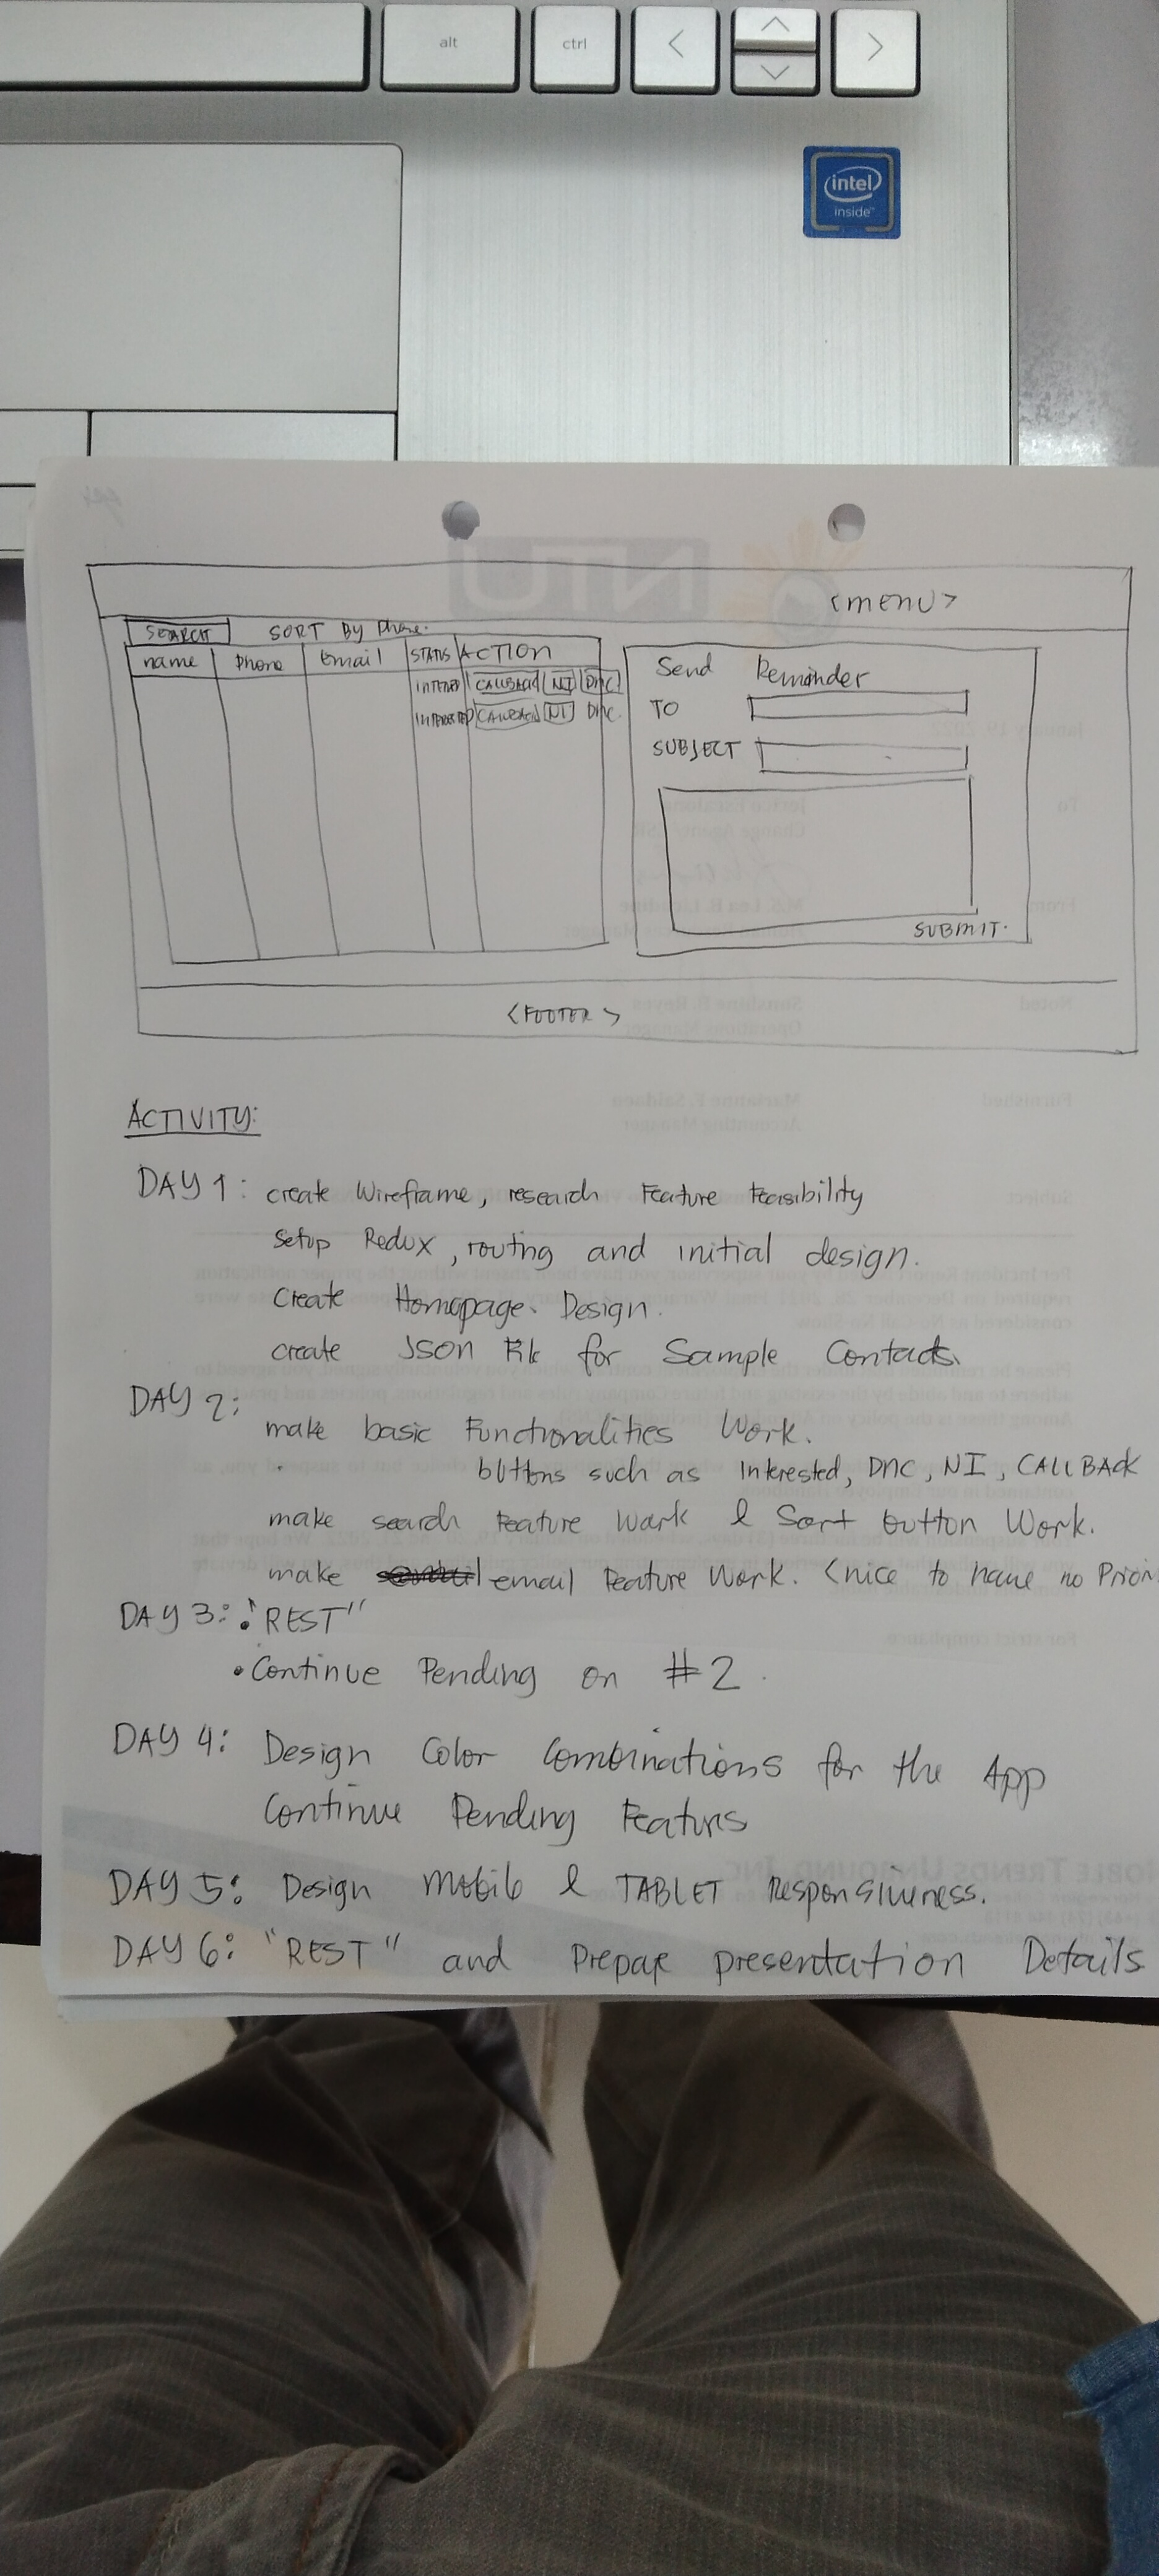 alt
ctrl
intel
inside
<MENU>
SEARCH SORT BY Phone.
name Phone Email STATUS ACTION
CALLBACK NI DNC
INTERESTED CALLBACK NI DNC.
Send Reminder
TO
SUBJECT
SUBMIT.
<FOOTER>
ACTIVITY:
DAY 1: create Wireframe, research Feature Feasibility
setup Redux, routing and initial design.
Create Homepage. Design.
create Json File for Sample Contacts.
DAY 2:
make basic Functionalities Work.
buttons such as Interested, DNC, NI, CALLBACK
make search Feature Work & Sort button Work.
make email Feature Work. (nice to have no Prior
DAY 3: • "REST"
• Continue Pending on #2.
DAY 4: Design Color Combinations for the App
Continue Pending Features
DAY 5: Design Mobile & TABLET Responsiveness.
DAY 6: "REST" and Prepare presentation Details